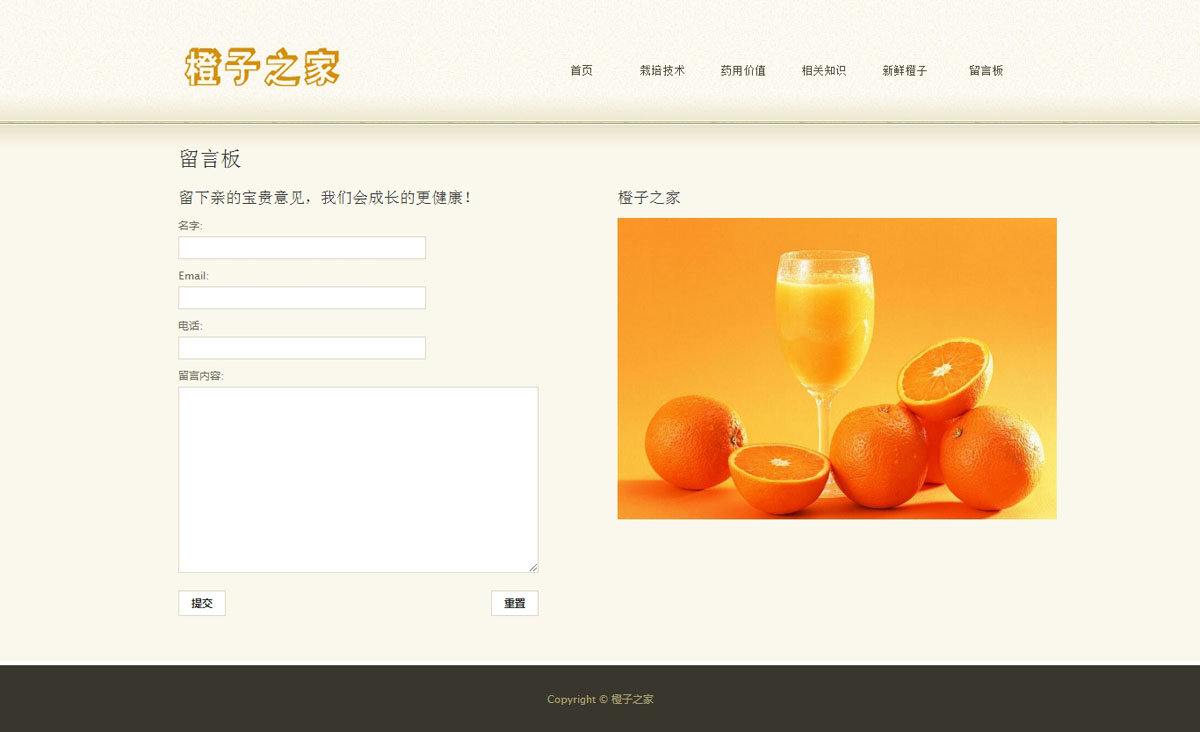 橙子之家
首页 栽培技术 药用价值 相关知识 新鲜橙子 留言板
留言板
留下亲的宝贵意见，我们会成长的更健康！
名字:
Email:
电话:
留言内容:
提交 重置
橙子之家
Copyright © 橙子之家